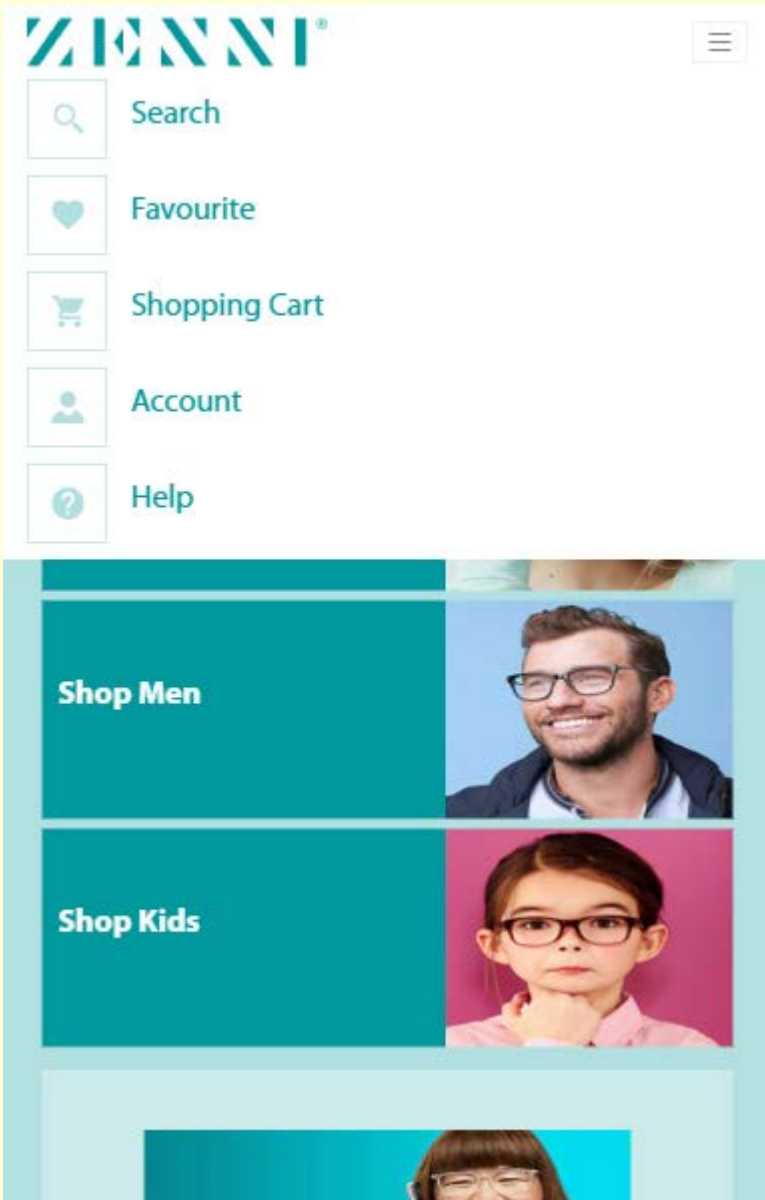 ZENNI®
Search
Favourite
Shopping Cart
Account
Help
Shop Men
Shop Kids